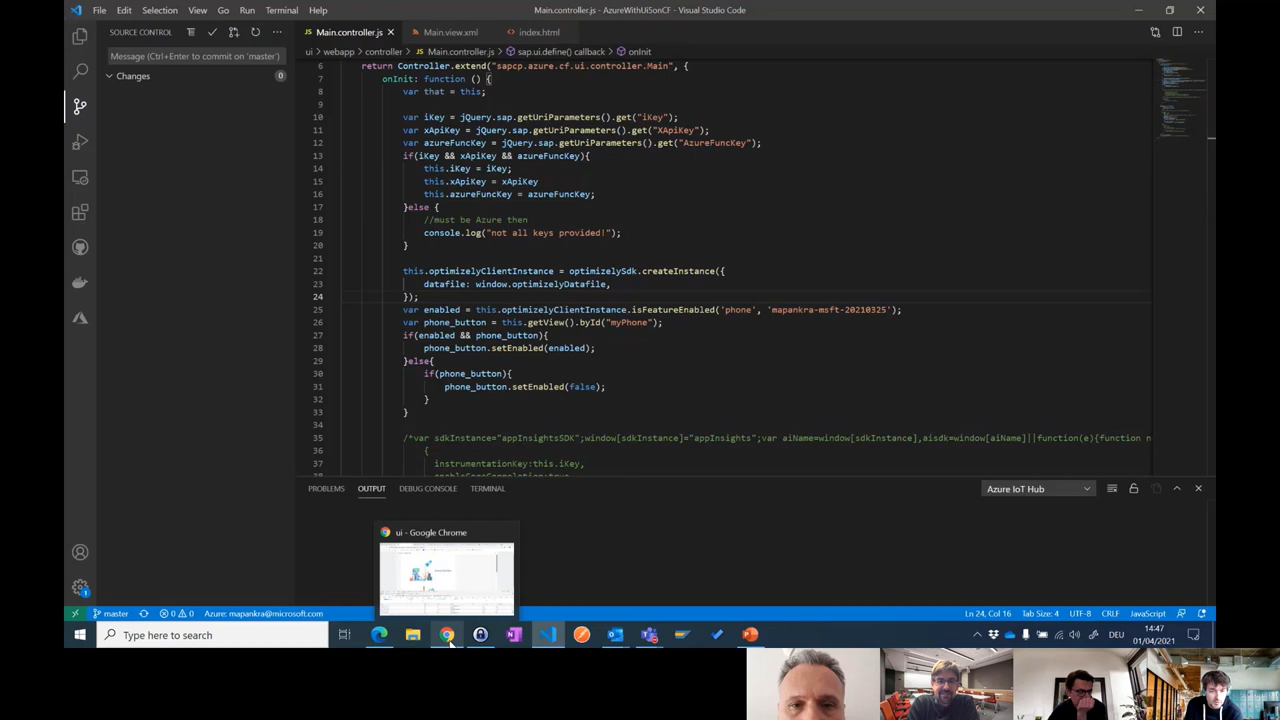 File Edit Selection View Go Run Terminal Help
Main.controller.js - AzureWithUi5onCF - Visual Studio Code
SOURCE CONTROL
Message (Ctrl+Enter to commit on 'master')
Changes
0
JS Main.controller.js
Main.view.xml
index.html
ui > webapp > controller > JS Main.controller.js > sap.ui.define() callback > onInit
6 return Controller.extend("sapcp.azure.cf.ui.controller.Main", {
7 onInit: function () {
8 var that = this;
9
10 var iKey = jQuery.sap.getUriParameters().get("iKey");
11 var xApiKey = jQuery.sap.getUriParameters().get("XApiKey");
12 var azureFuncKey = jQuery.sap.getUriParameters().get("AzureFuncKey");
13 if(iKey && xApiKey && azureFuncKey){
14 this.iKey = iKey;
15 this.xApiKey = xApiKey
16 this.azureFuncKey = azureFuncKey;
17 }else {
18 //must be Azure then
19 console.log("not all keys provided!");
20 }
21
22 this.optimizelyClientInstance = optimizelySdk.createInstance({
23 datafile: window.optimizelyDatafile,
24 });
25 var enabled = this.optimizelyClientInstance.isFeatureEnabled('phone', 'mapankra-msft-20210325');
26 var phone_button = this.getView().byId("myPhone");
27 if(enabled && phone_button){
28 phone_button.setEnabled(enabled);
29 }else{
30 if(phone_button){
31 phone_button.setEnabled(false);
32 }
33 }
34
35 /*var sdkInstance="appInsightsSDK";window[sdkInstance]="appInsights";var aiName=window[sdkInstance],aisdk=window[aiName]||function(e){function n
36 {
37 instrumentationKey:this.iKey,
PROBLEMS OUTPUT DEBUG CONSOLE TERMINAL
Azure IoT Hub
ui - Google Chrome
1
master
0 0
Azure: mapankra@microsoft.com
Ln 24, Col 16 Tab Size: 4 UTF-8 CRLF JavaScript
Type here to search
DEU
14:47
01/04/2021